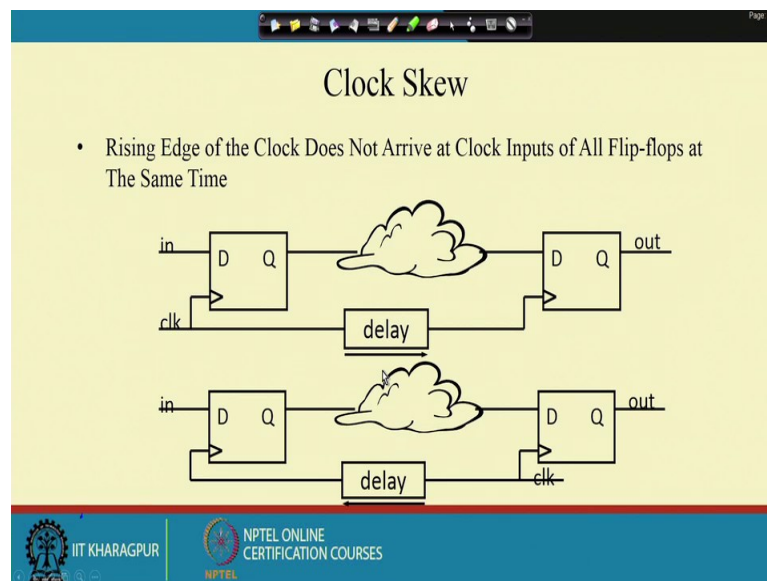 Page
Clock Skew
• Rising Edge of the Clock Does Not Arrive at Clock Inputs of All Flip-flops at
The Same Time
in
D Q
D Q
out
clk
delay
in
D Q
D Q
out
delay
clk
IIT KHARAGPUR
NPTEL
NPTEL ONLINE
CERTIFICATION COURSES